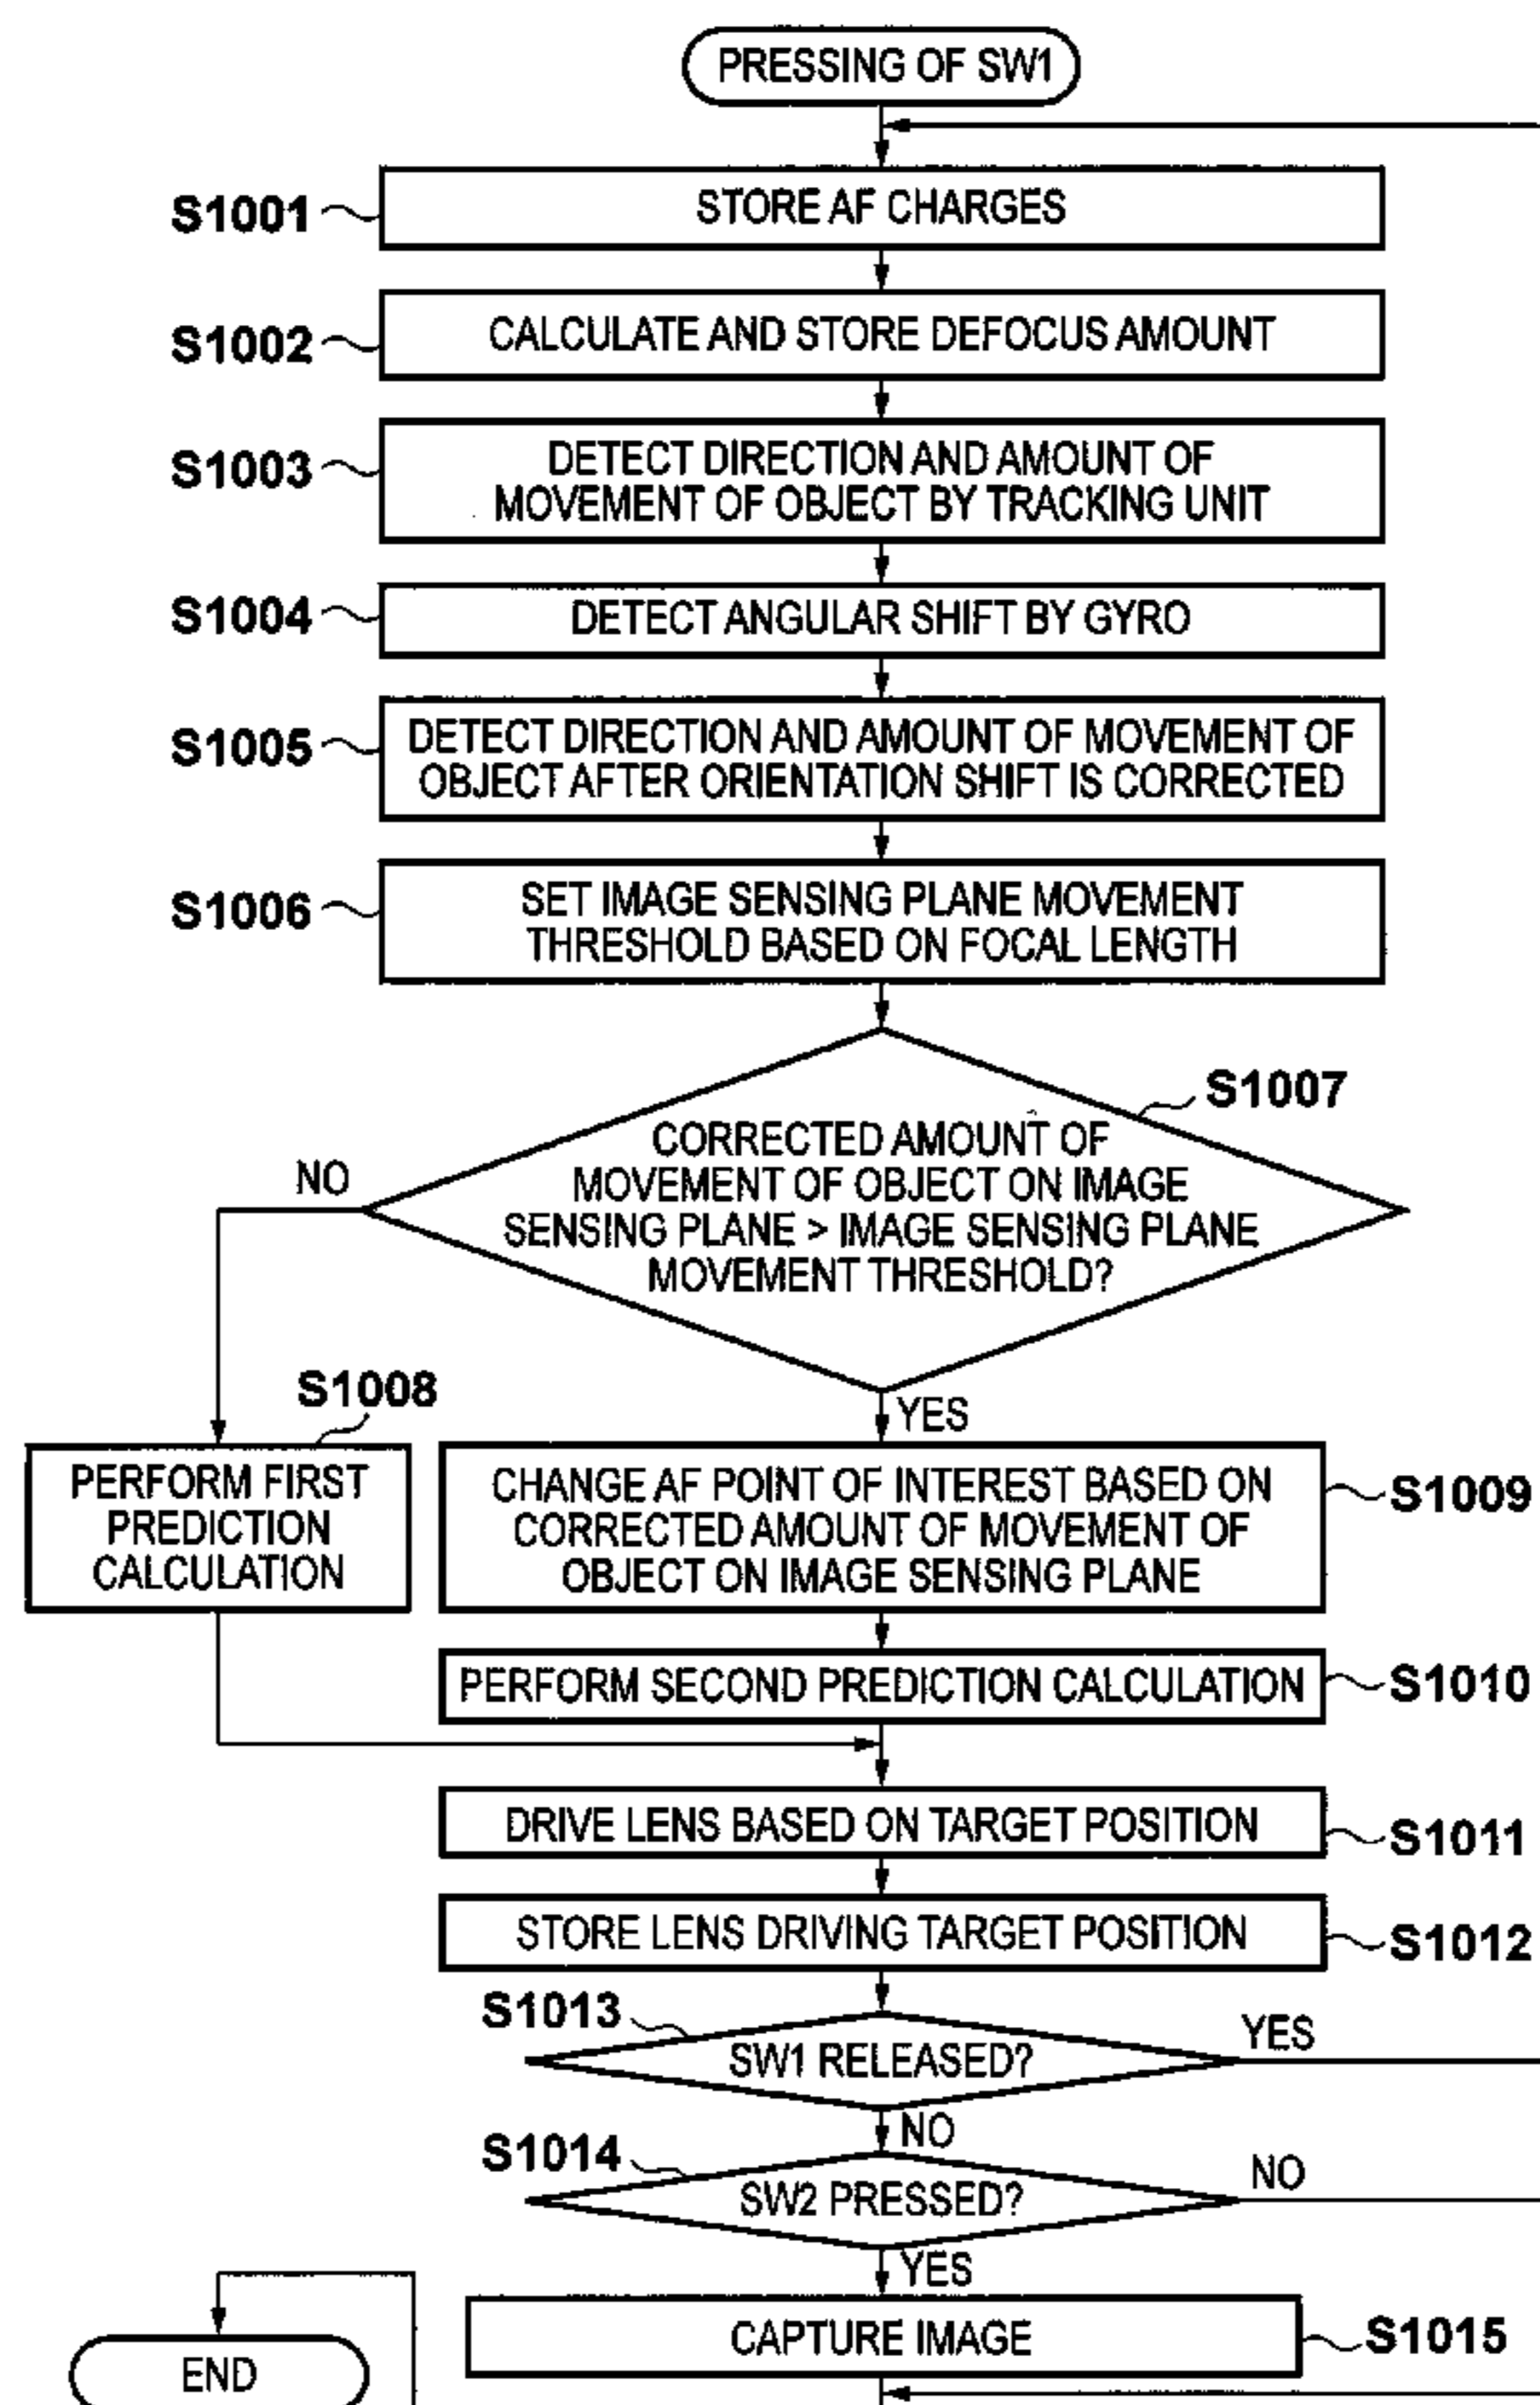 PRESSING OF SW1
S1001
STORE AF CHARGES
S1002
CALCULATE AND STORE DEFOCUS AMOUNT
S1003
DETECT DIRECTION AND AMOUNT OF
MOVEMENT OF OBJECT BY TRACKING UNIT
S1004
DETECT ANGULAR SHIFT BY GYRO
S1005
DETECT DIRECTION AND AMOUNT OF MOVEMENT OF
OBJECT AFTER ORIENTATION SHIFT IS CORRECTED
S1006
SET IMAGE SENSING PLANE MOVEMENT
THRESHOLD BASED ON FOCAL LENGTH
S1007
CORRECTED AMOUNT OF
MOVEMENT OF OBJECT ON IMAGE
SENSING PLANE > IMAGE SENSING PLANE
MOVEMENT THRESHOLD?
NO
YES
S1008
PERFORM FIRST
PREDICTION
CALCULATION
CHANGE AF POINT OF INTEREST BASED ON
CORRECTED AMOUNT OF MOVEMENT OF
OBJECT ON IMAGE SENSING PLANE
S1009
PERFORM SECOND PREDICTION CALCULATION
S1010
DRIVE LENS BASED ON TARGET POSITION
S1011
STORE LENS DRIVING TARGET POSITION
S1012
S1013
SW1 RELEASED?
YES
NO
S1014
SW2 PRESSED?
NO
YES
CAPTURE IMAGE
S1015
END